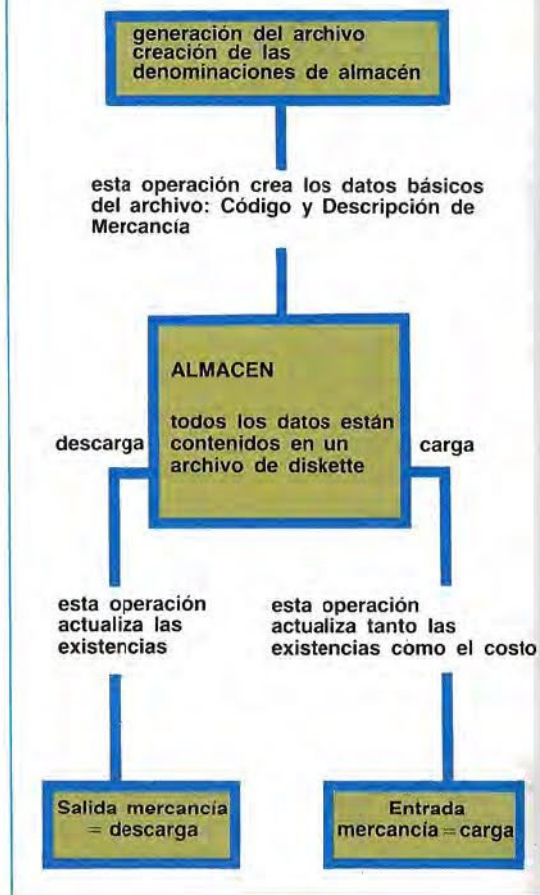 generación del archivo
creación de las
denominaciones de almacén
esta operación crea los datos básicos
del archivo: Código y Descripción de
Mercancía
ALMACEN
todos los datos están
contenidos en un
archivo de diskette
descarga
carga
esta operación
actualiza las
existencias
esta operación
actualiza tanto las
existencias como el costo
Salida mercancía
= descarga
Entrada
mercancía = carga